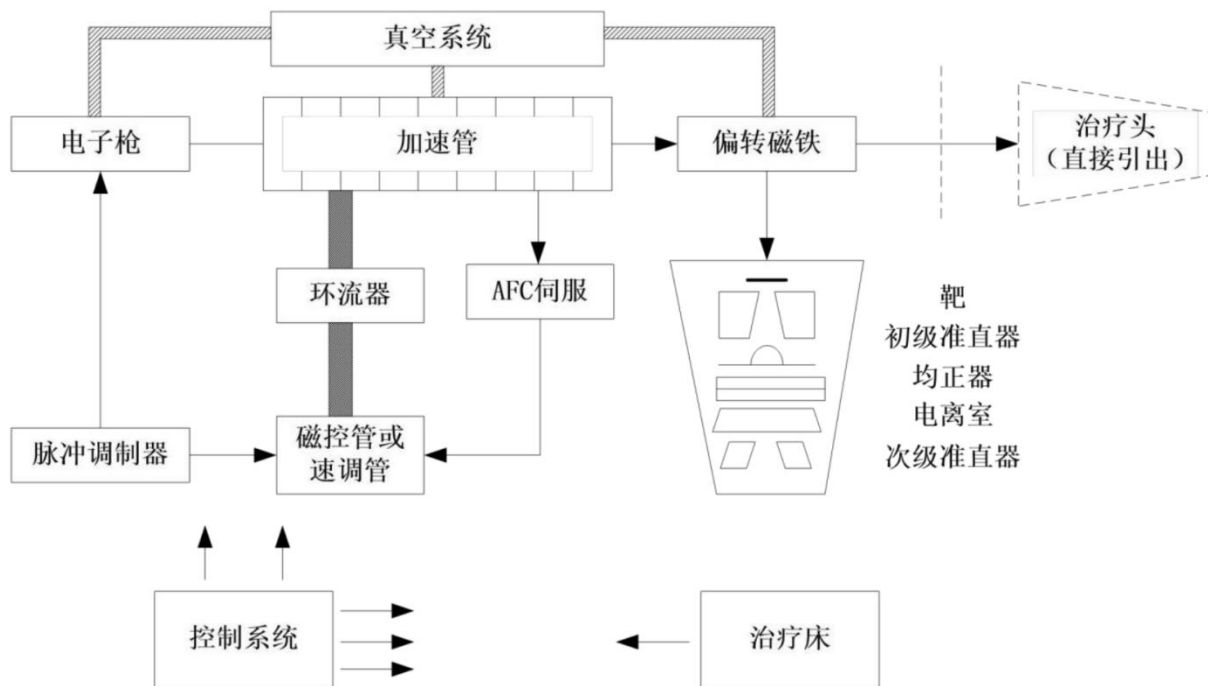 真空系统
电子枪
加速管
偏转磁铁
治疗头
（直接引出）
环流器
AFC伺服
靶
初级准直器
均正器
电离室
次级准直器
脉冲调制器
磁控管或
速调管
控制系统
治疗床